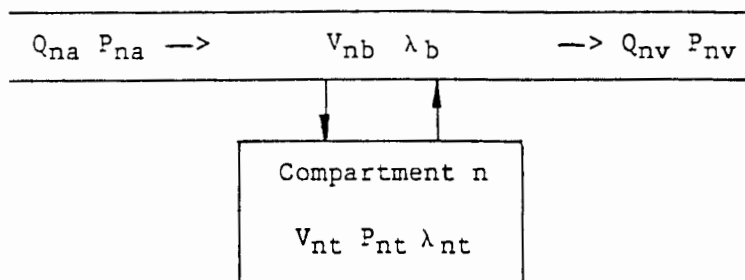 Qna Pna —> Vnb λb —> Qnv Pnv
Compartment n
Vnt Pnt λnt